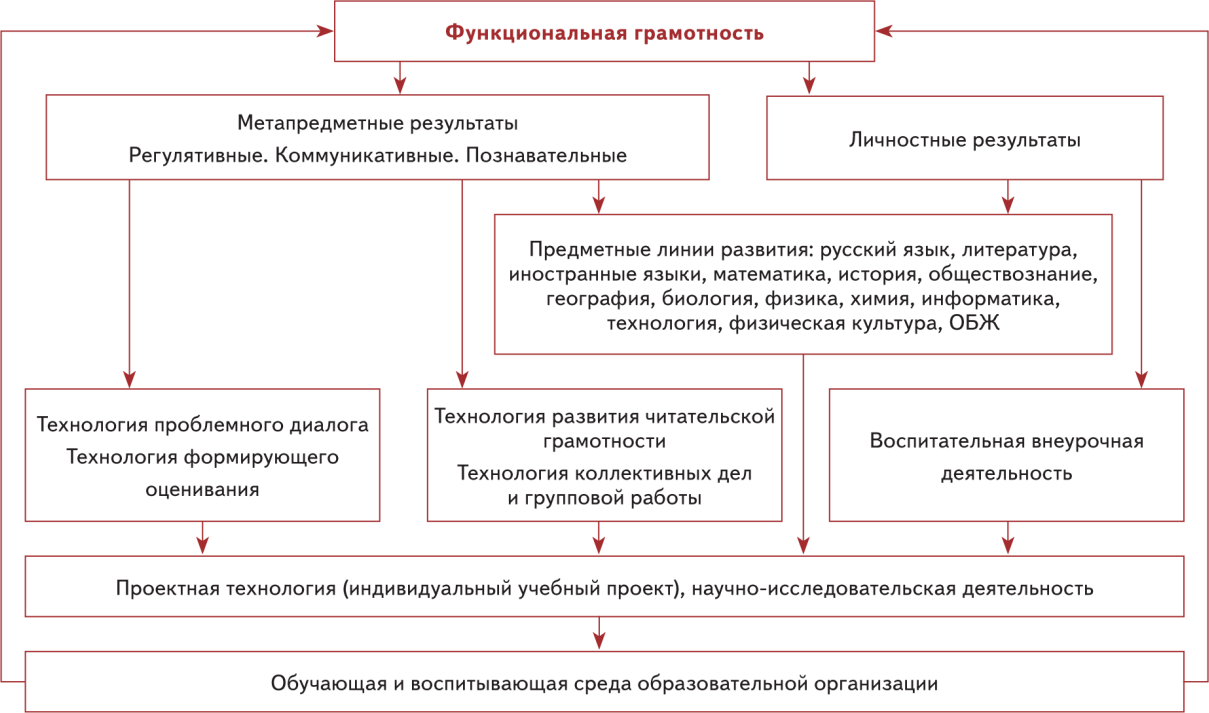 Функциональная грамотность
Метапредметные результаты
Регулятивные. Коммуникативные. Познавательные
Личностные результаты
Предметные линии развития: русский язык, литература,
иностранные языки, математика, история, обществознание,
география, биология, физика, химия, информатика,
технология, физическая культура, ОБЖ
Технология проблемного диалога
Технология формирующего
оценивания
Технология развития читательской
грамотности
Технология коллективных дел
и групповой работы
Воспитательная внеурочная
деятельность
Проектная технология (индивидуальный учебный проект), научно-исследовательская деятельность
Обучающая и воспитывающая среда образовательной организации